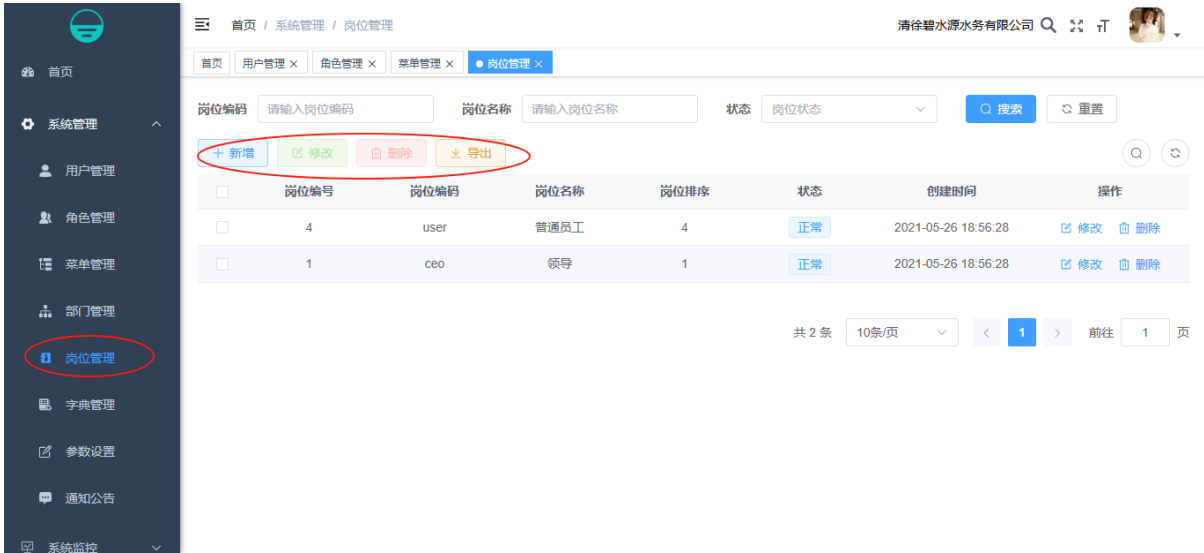 首页 / 系统管理 / 岗位管理
清徐碧水源水务有限公司
首页 用户管理 × 角色管理 × 菜单管理 × 岗位管理 ×
首页
系统管理
用户管理
角色管理
菜单管理
部门管理
岗位管理
字典管理
参数设置
通知公告
系统监控
岗位编码 请输入岗位编码 岗位名称 请输入岗位名称 状态 岗位状态 搜索 重置
+ 新增 修改 删除 导出
岗位编号 岗位编码 岗位名称 岗位排序 状态 创建时间 操作
4 user 普通员工 4 正常 2021-05-26 18:56:28 修改 删除
1 ceo 领导 1 正常 2021-05-26 18:56:28 修改 删除
共 2 条 10条/页 < 1 > 前往 1 页